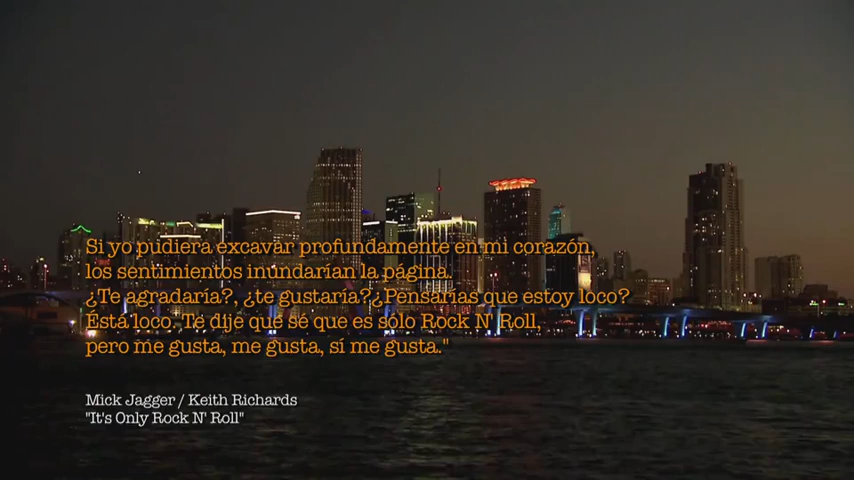 Si yo pudiera excavar profundamente en mi corazón,
los sentimientos inundarían la página.
¿Te agradaría?, ¿te gustaría?¿Pensarías que estoy loco?
Está loco. Te dije que sé que es sólo Rock N' Roll,
pero me gusta, me gusta, sí me gusta."
Mick Jagger / Keith Richards
"It's Only Rock N' Roll"